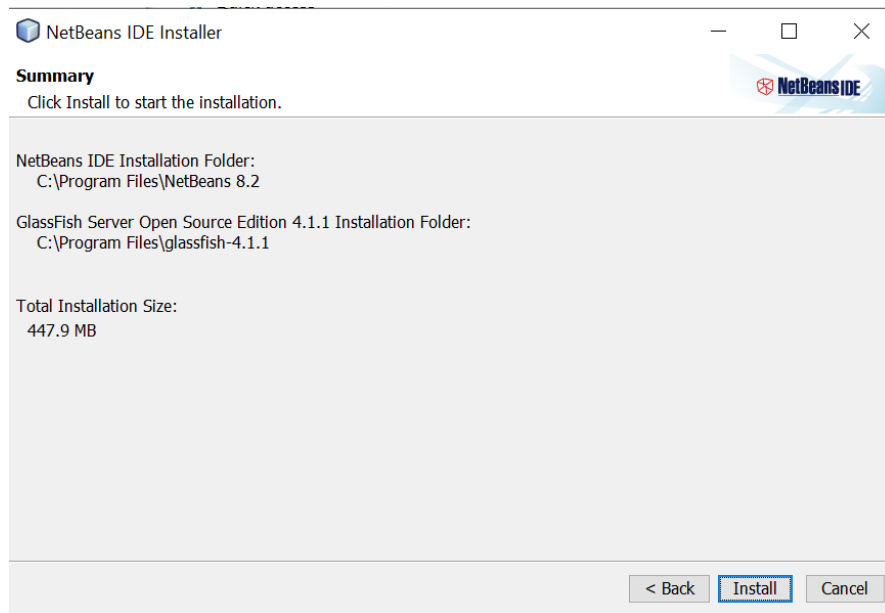 NetBeans IDE Installer
Summary
Click Install to start the installation.
NetBeans IDE
NetBeans IDE Installation Folder:
C:\Program Files\NetBeans 8.2
GlassFish Server Open Source Edition 4.1.1 Installation Folder:
C:\Program Files\glassfish-4.1.1
Total Installation Size:
447.9 MB
< Back Install Cancel